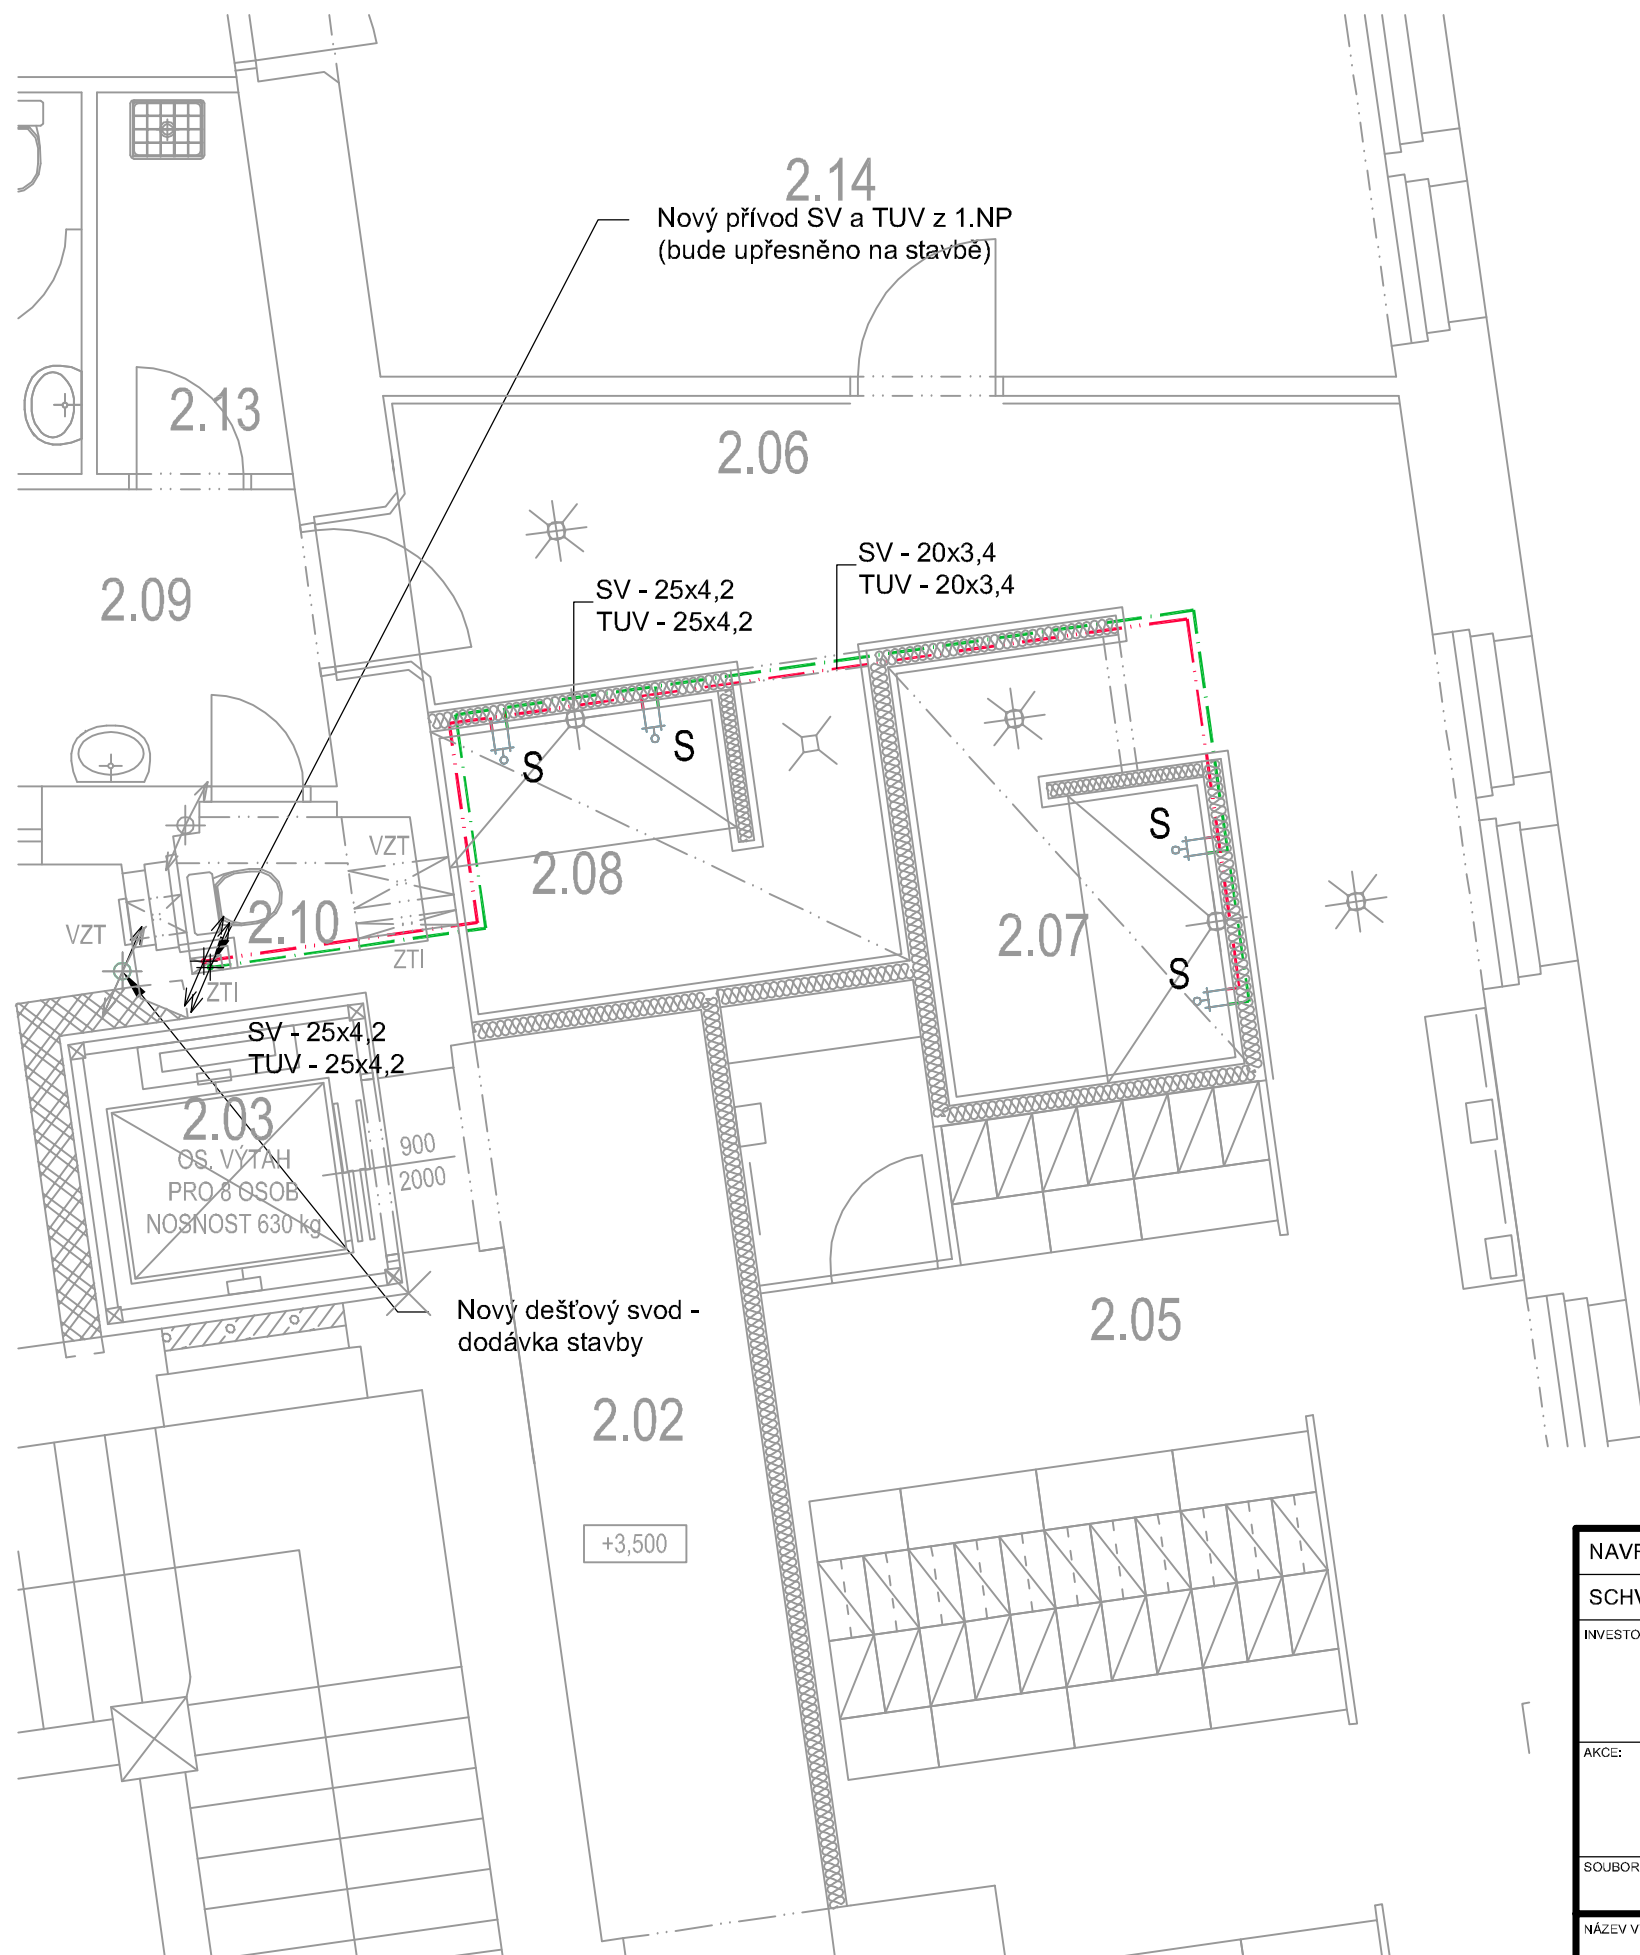 2.14
Nový přívod SV a TUV z 1.NP
(bude upřesněno na stavbě)
2.13
2.06
2.09
SV - 20x3,4
TUV - 20x3,4
SV - 25x4,2
TUV - 25x4,2
S
S
S
S
VZT
2.08
2.10
VZT
2.07
ZTI
ZTI
SV - 25x4,2
TUV - 25x4,2
2.03
OS. VÝTAH
PRO 8 OSOB
NOSNOST 630 kg
900
2000
Nový dešťový svod -
dodávka stavby
2.05
2.02
+3,500
AKCE:
SOUBOR
NÁZEV